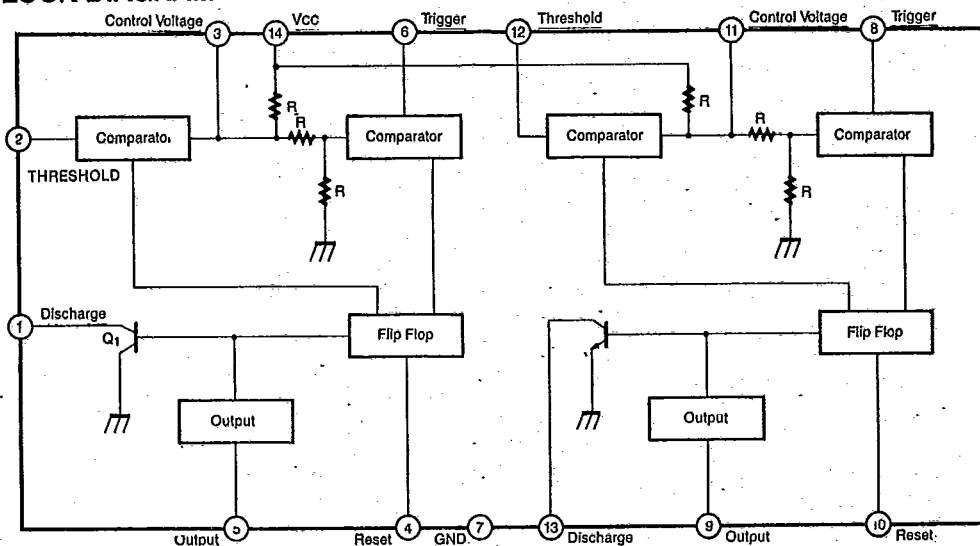 Control Voltage
3
14
Vcc
6
Trigger
12
Threshold
11
Control Voltage
8
Trigger
R
R
2
Comparator
R
Comparator
Comparator
R
Comparator
THRESHOLD
R
R
1
Discharge
Q1
Flip Flop
Flip Flop
Output
Output
5
Output
4
Reset
7
GND
13
Discharge
9
Output
10
Reset